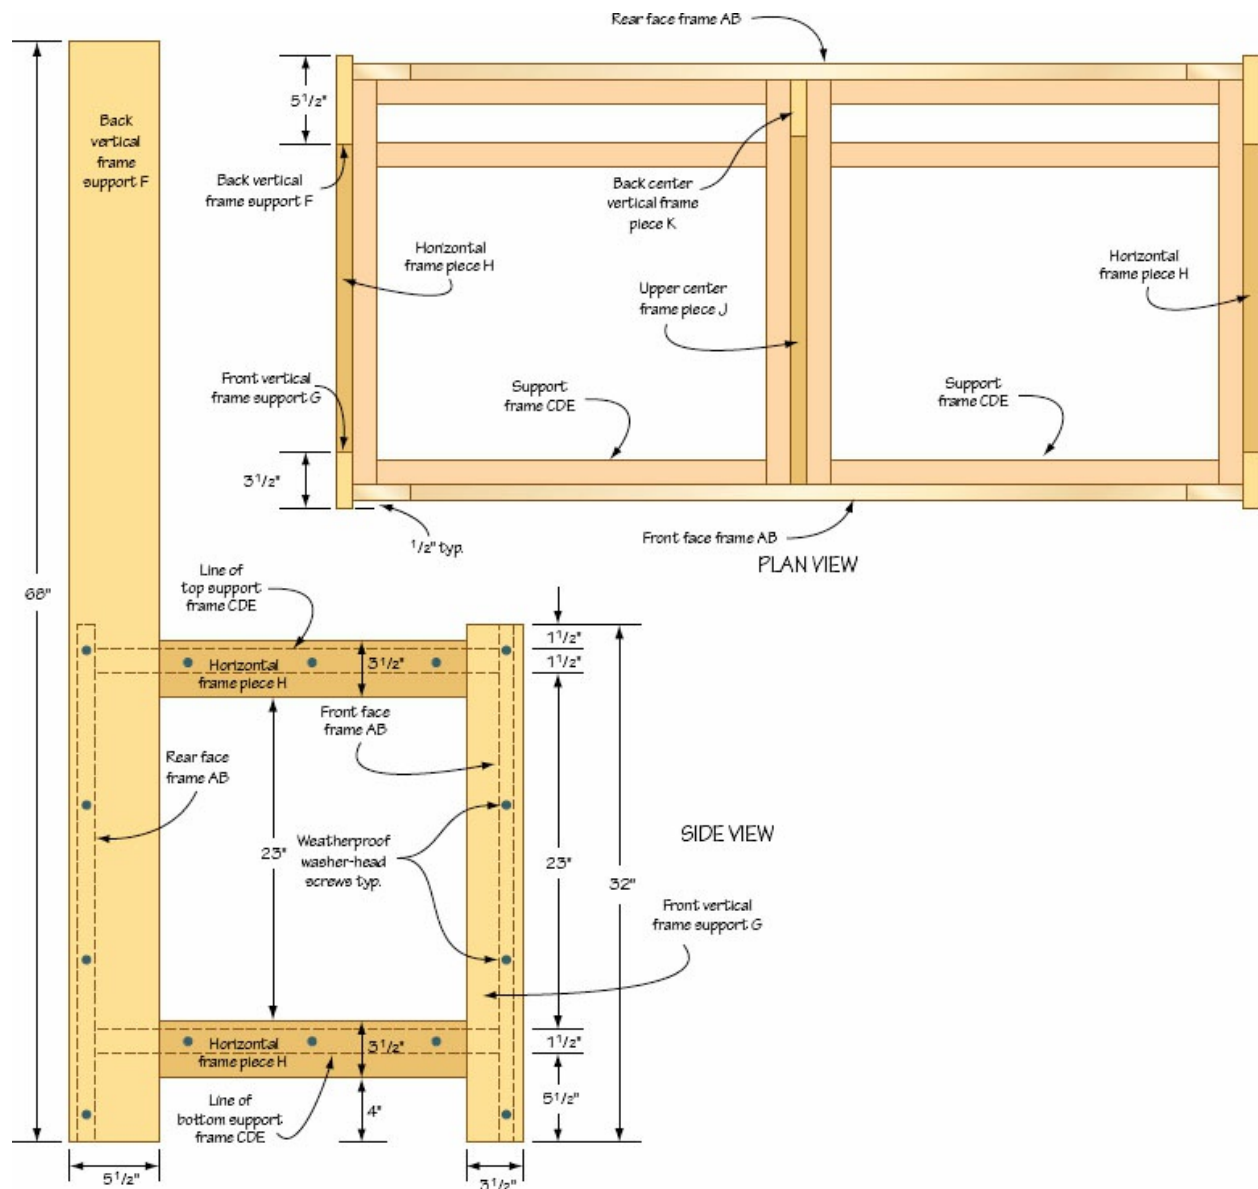 Rear face frame AB
5 1/2"
Back
vertical
frame
support F
Back vertical
frame support F
Back center
vertical frame
piece K
Horizontal
frame piece H
Horizontal
frame piece H
Upper center
frame piece J
Front vertical
frame support G
Support
frame CDE
Support
frame CDE
3 1/2"
1/2" typ.
Front face frame AB
PLAN VIEW
Line of
top support
frame CDE
68"
1 1/2"
1 1/2"
Horizontal
frame piece H
3 1/2"
Front face
frame AB
Rear face
frame AB
SIDE VIEW
Weatherproof
washer-head
screws typ.
23"
23"
32"
Front vertical
frame support G
Horizontal
frame piece H
3 1/2"
1 1/2"
Line of
bottom support
frame CDE
4"
5 1/2"
5 1/2"
3 1/2"